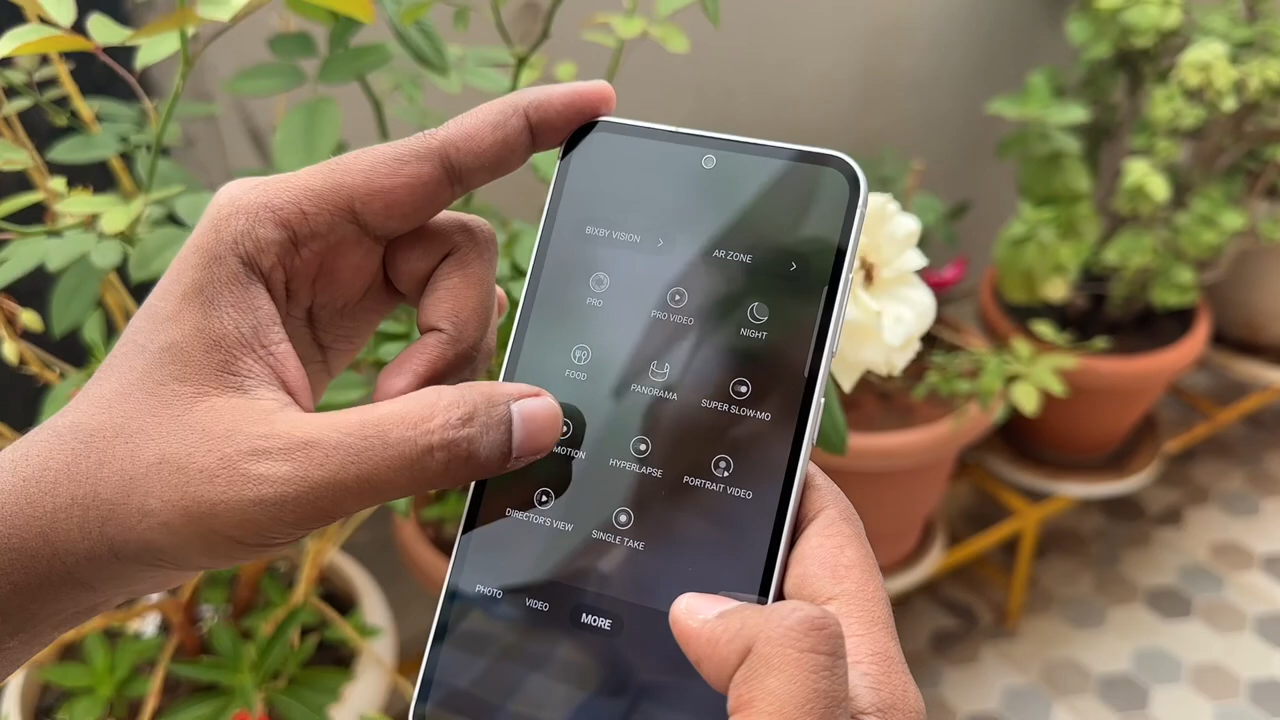 BIXBY VISION
AR ZONE
PRO
PRO VIDEO
NIGHT
FOOD
PANORAMA
SUPER SLOW-MO
MOTION
HYPERLAPSE
PORTRAIT VIDEO
DIRECTOR'S VIEW
SINGLE TAKE
PHOTO
VIDEO
MORE